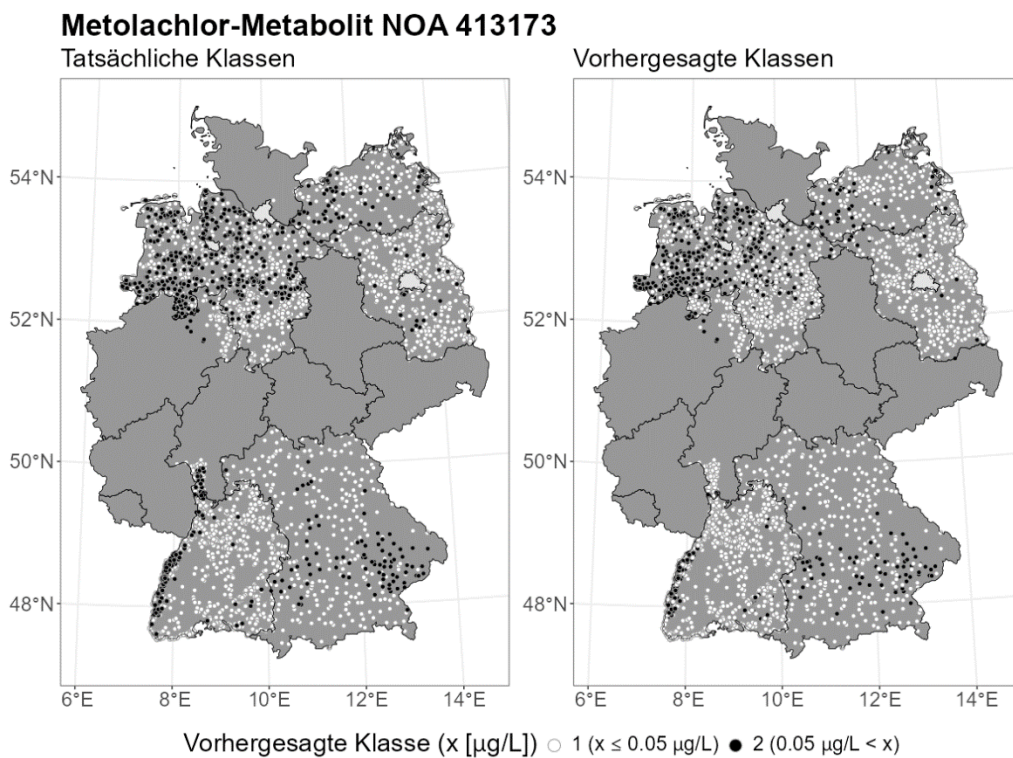 Metolachlor-Metabolit NOA 413173
Tatsächliche Klassen
Vorhergesagte Klassen
54°N
52°N
50°N
48°N
54°N
52°N
50°N
48°N
6°E 8°E 10°E 12°E 14°E
6°E 8°E 10°E 12°E 14°E
Vorhergesagte Klasse (x [µg/L]) 1 (x ≤ 0.05 µg/L) 2 (0.05 µg/L < x)